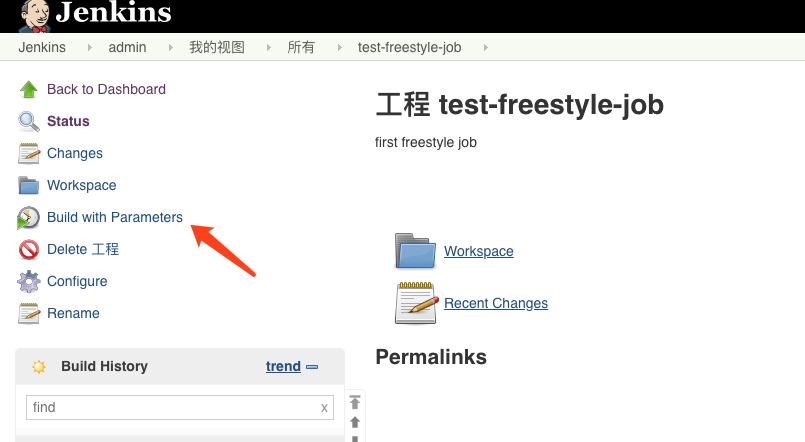 Jenkins
Jenkins admin 我的视图 所有 test-freestyle-job
Back to Dashboard
Status
Changes
Workspace
Build with Parameters
Delete 工程
Configure
Rename
Build History trend
find x
工程 test-freestyle-job
first freestyle job
Workspace
Recent Changes
Permalinks